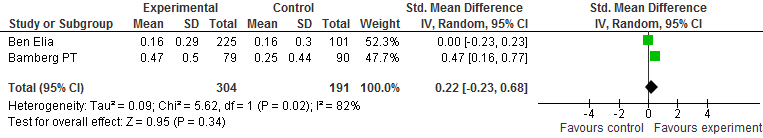 Experimental Control Std. Mean Difference Std. Mean Difference
Study or Subgroup Mean SD Total Mean SD Total Weight IV, Random, 95% CI IV, Random, 95% CI
Ben Elia 0.16 0.29 225 0.16 0.3 101 52.3% 0.00 [-0.23, 0.23]
Bamberg PT 0.47 0.5 79 0.25 0.44 90 47.7% 0.47 [0.16, 0.77]
Total (95% CI) 304 191 100.0% 0.22 [-0.23, 0.68]
Heterogeneity: Tau² = 0.09; Chi² = 5.62, df = 1 (P = 0.02); I² = 82%
Test for overall effect: Z = 0.95 (P = 0.34)
-4 -2 0 2 4
Favours control Favours experiment